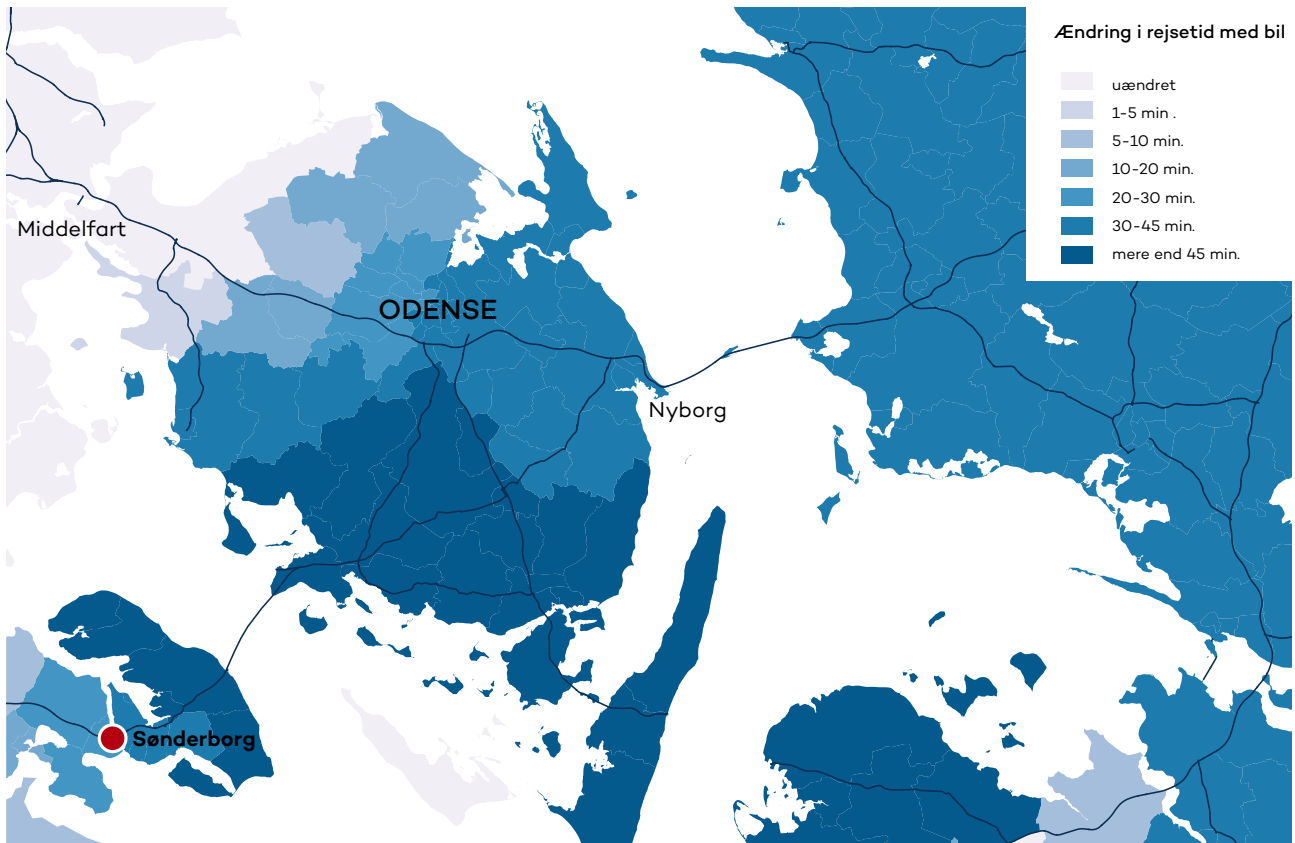 Ændring i rejsetid med bil
uændret
1-5 min .
5-10 min.
10-20 min.
20-30 min.
30-45 min.
mere end 45 min.
Middelfart
ODENSE
Nyborg
Sønderborg